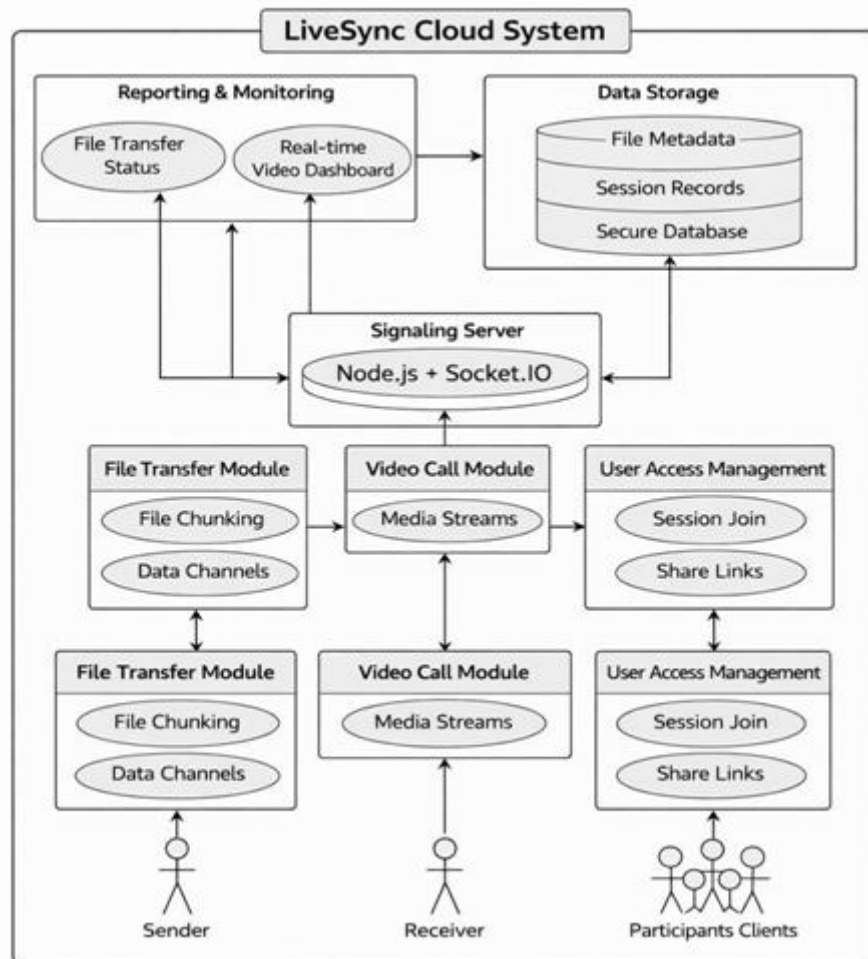 LiveSync Cloud System
Reporting & Monitoring
File Transfer
Status
Real-time
Video Dashboard
Data Storage
File Metadata
Session Records
Secure Database
Signaling Server
Node.js + Socket.IO
File Transfer Module
File Chunking
Data Channels
Video Call Module
Media Streams
User Access Management
Session Join
Share Links
File Transfer Module
File Chunking
Data Channels
Video Call Module
Media Streams
User Access Management
Session Join
Share Links
Sender
Receiver
Participants Clients